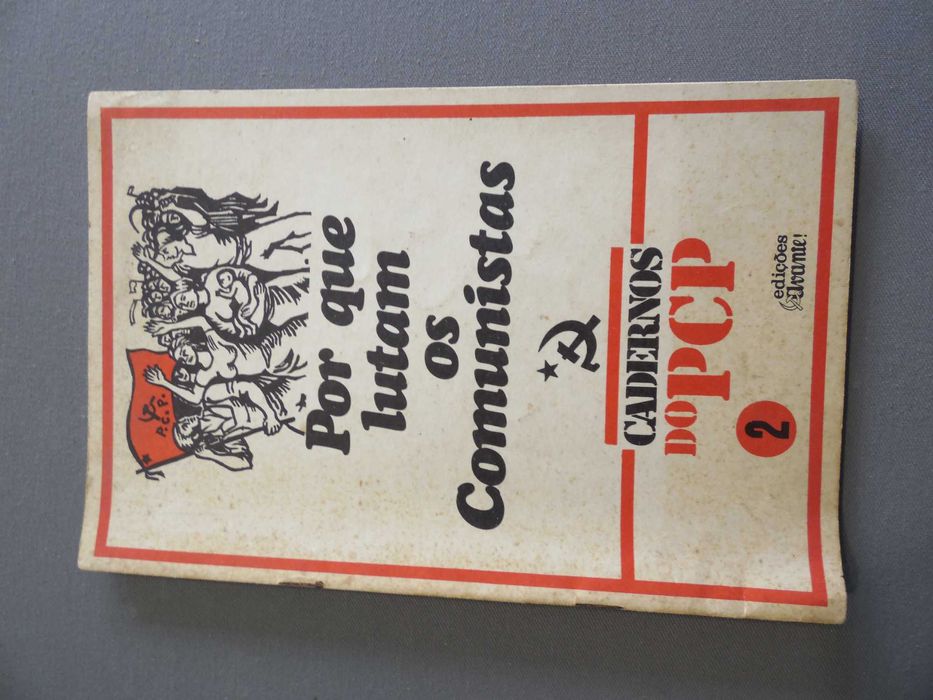 P.C.P.
Por que
lutam
os
Comunistas
CADERNOS
DO PCP
2
edições
Avante!